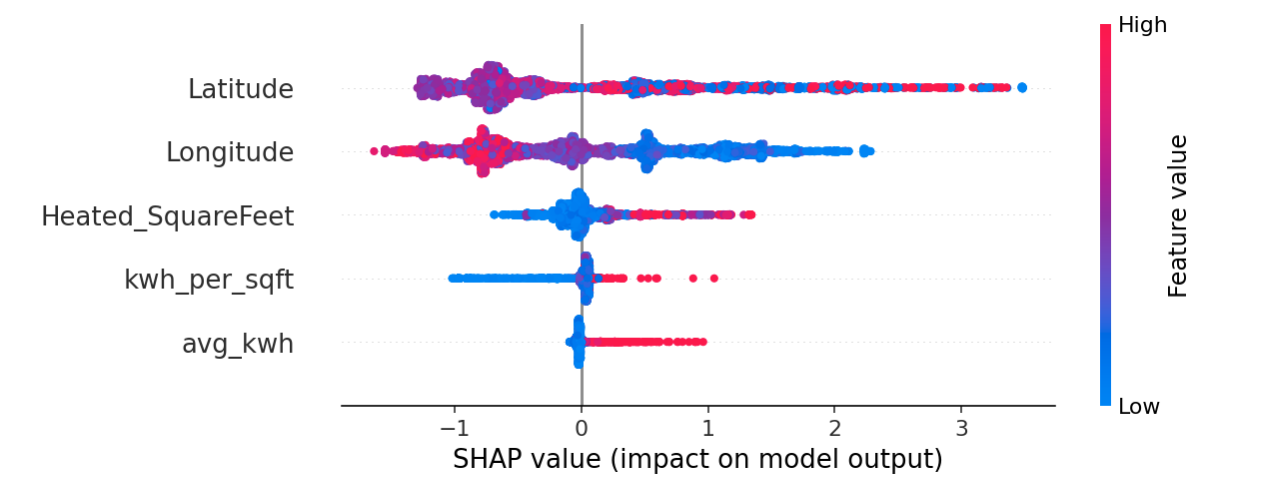 High
Latitude
Longitude
Heated_SquareFeet
kwh_per_sqft
avg_kwh
Feature value
Low
−1 0 1 2 3
SHAP value (impact on model output)